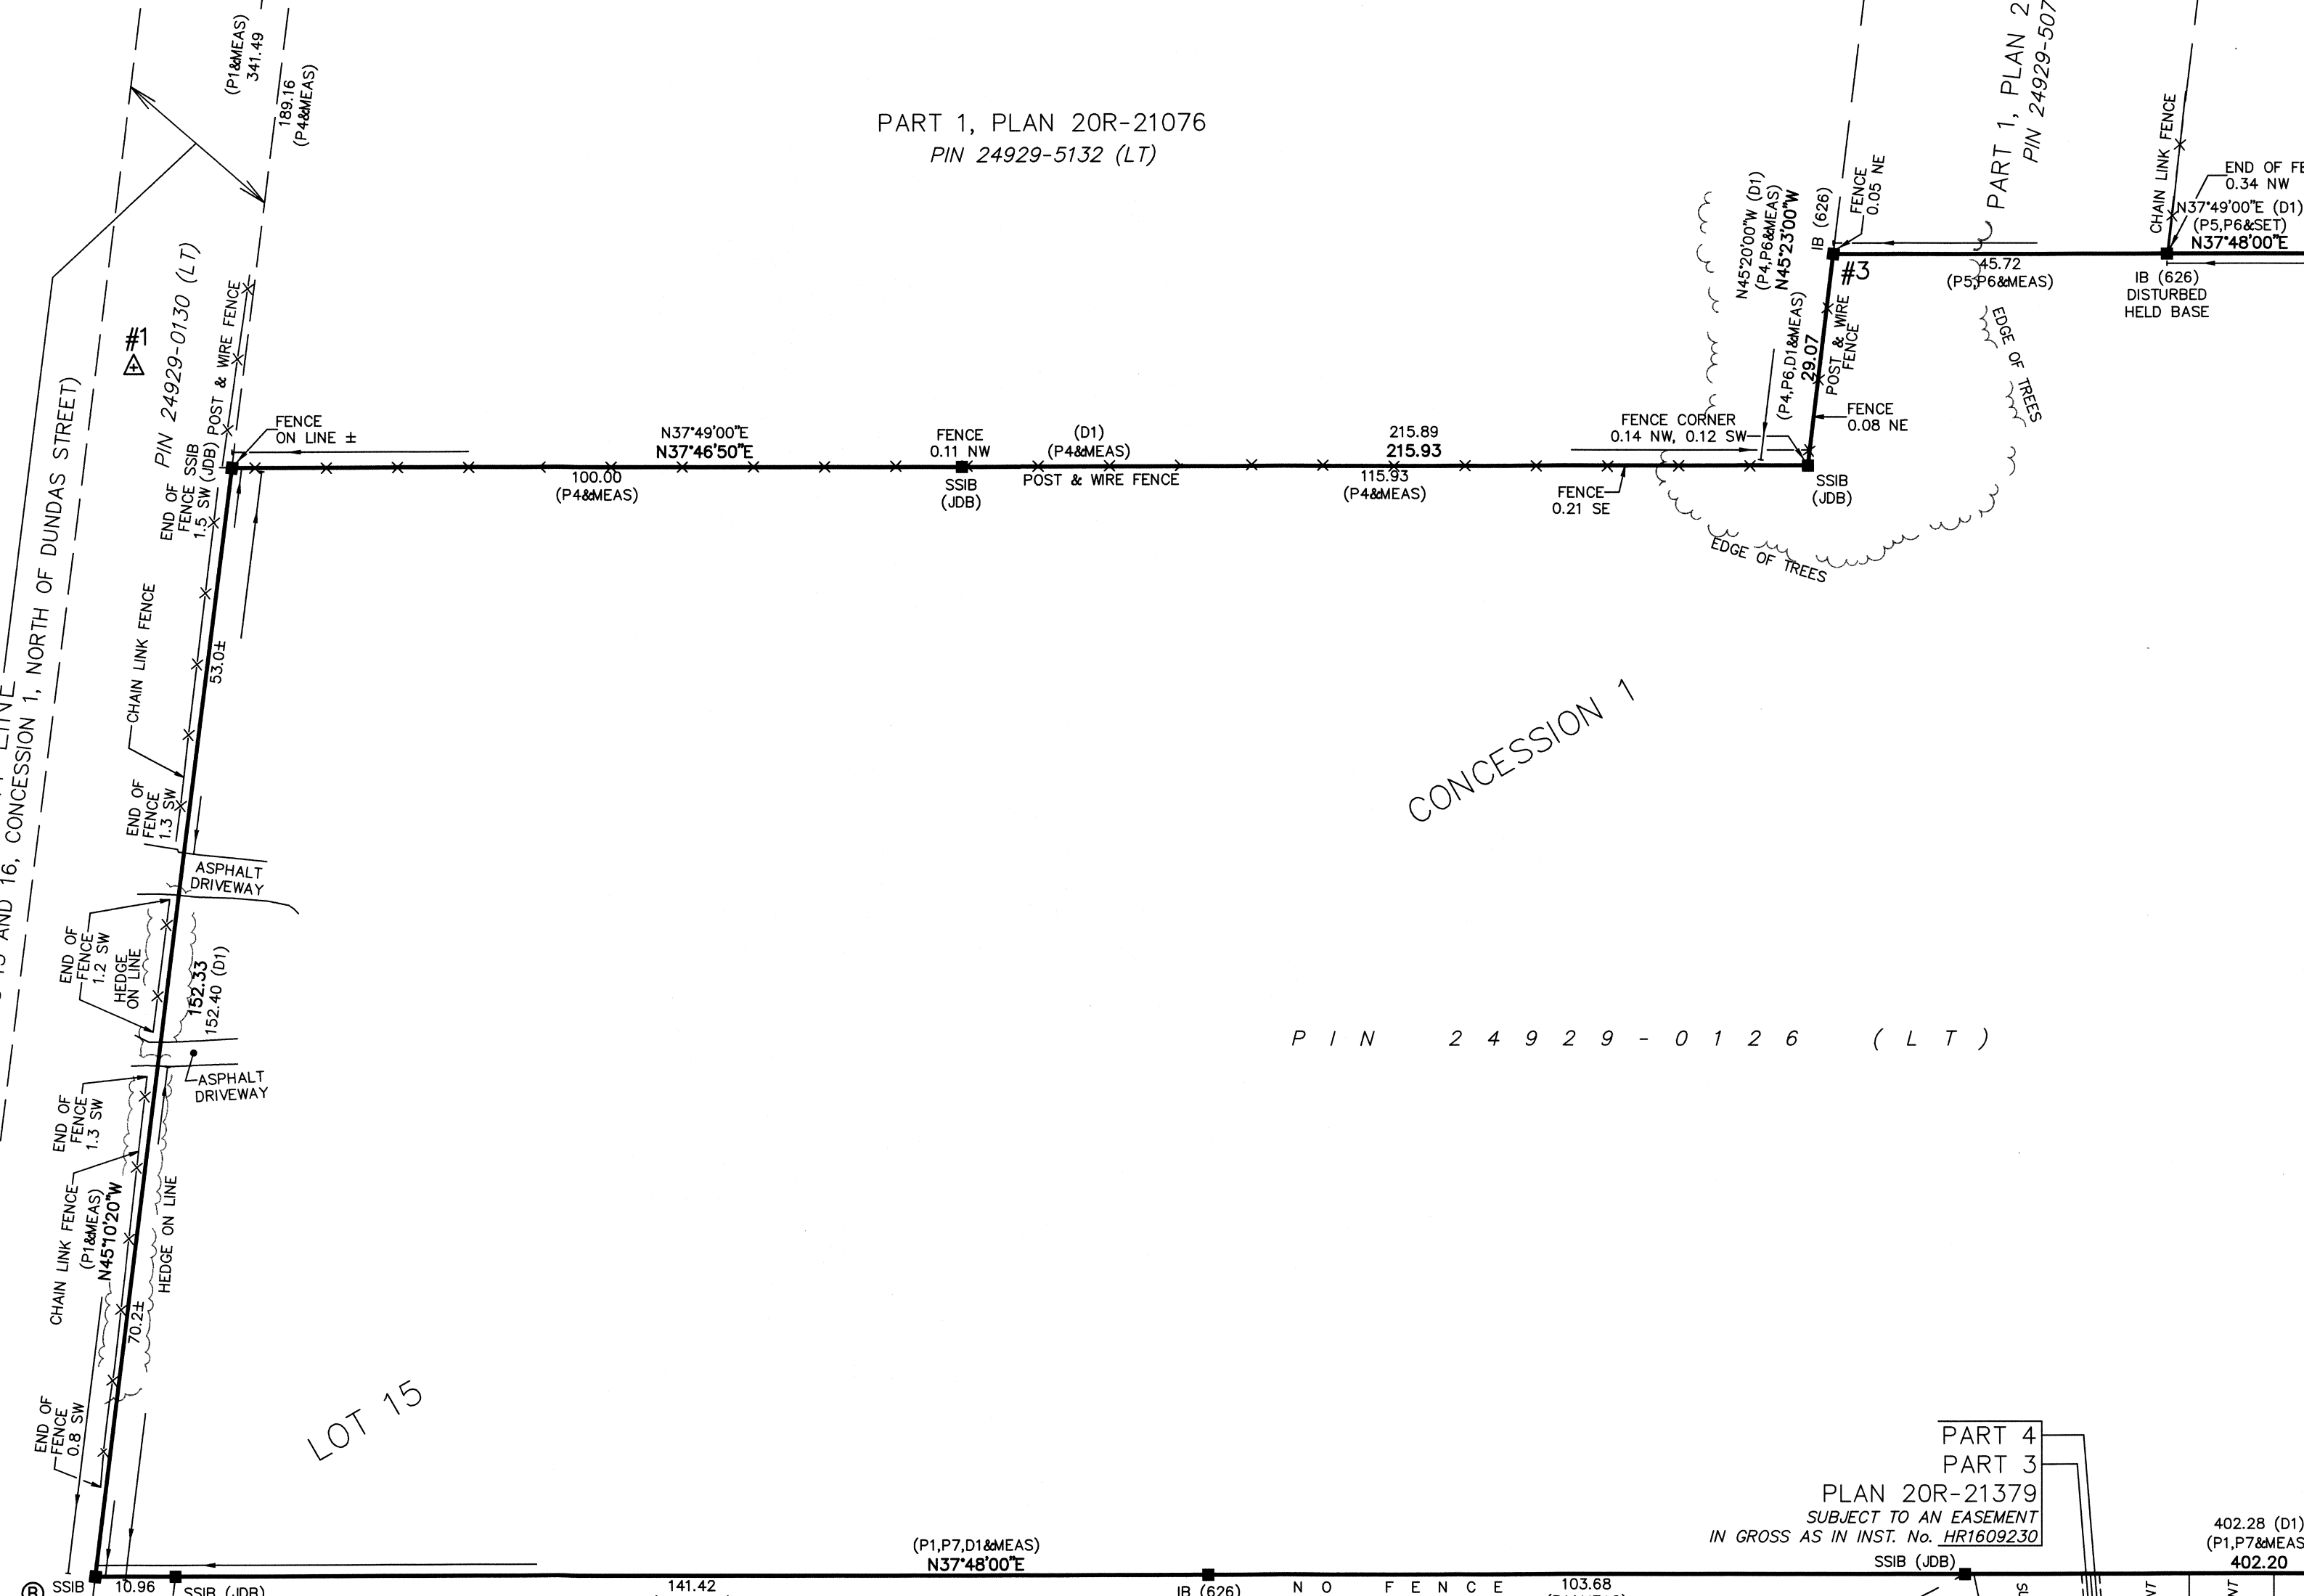 (P1&MEAS)
341.49
189.16
(P4&MEAS)
PART 1, PLAN 20R-21076
PIN 24929-5132 (LT)
PART 1, PLAN 2
PIN 24929-507
CHAIN LINK FENCE
END OF FE
0.34 NW
N37°49'00"E (D1)
(P5,P6&SET)
N37°48'00"E
N45°20'00"W (D1)
(P4,P6&MEAS)
N45°23'00"W
IB (626)
FENCE
0.05 NE
#3
45.72
(P5,P6&MEAS)
IB (626)
DISTURBED
HELD BASE
(P4,P6,D1&MEAS)
29.07
POST & WIRE
FENCE
EDGE OF TREES
#1
PIN 24929-0130 (LT)
POST & WIRE FENCE
SSIB
(JDB)
END OF
FENCE
1.5 SW
FENCE
ON LINE ±
N37°49'00"E
N37°46'50"E
100.00
(P4&MEAS)
FENCE
0.11 NW
SSIB
(JDB)
(D1)
(P4&MEAS)
POST & WIRE FENCE
215.89
215.93
115.93
(P4&MEAS)
FENCE CORNER
0.14 NW, 0.12 SW
FENCE
0.21 SE
FENCE
0.08 NE
SSIB
(JDB)
EDGE OF TREES
15 AND 16, CONCESSION 1, NORTH OF DUNDAS STREET)
LINE
CHAIN LINK FENCE
53.0±
END OF
FENCE
1.3 SW
ASPHALT
DRIVEWAY
CONCESSION 1
END OF
FENCE
1.2 SW
HEDGE
ON LINE
152.33
152.40 (D1)
ASPHALT
DRIVEWAY
PIN 24929-0126 (LT)
END OF
FENCE
1.3 SW
CHAIN LINK FENCE
(P1&MEAS)
N45°10'20"W
HEDGE ON LINE
70.2±
END OF
FENCE
0.8 SW
LOT 15
PART 4
PART 3
PLAN 20R-21379
SUBJECT TO AN EASEMENT
IN GROSS AS IN INST. No. HR1609230
402.28 (D1)
(P1,P7&MEAS
402.20
(P1,P7,D1&MEAS)
N37°48'00"E
SSIB (JDB)
B
SSIB
10.96
SSIB (JDB)
141.42
IB (626)
NO FENCE
103.68